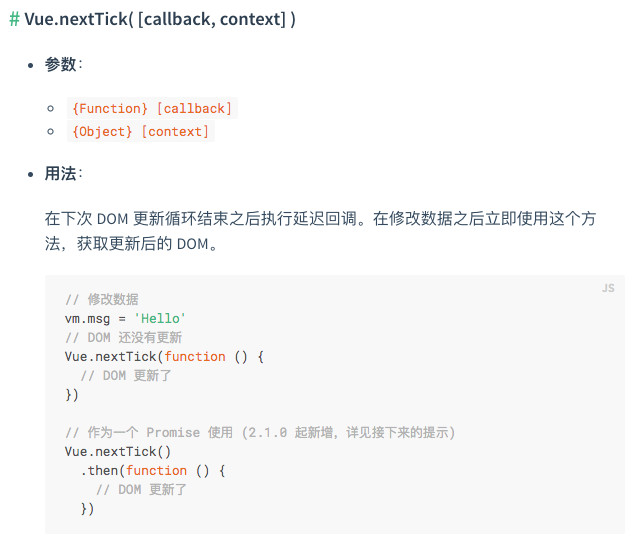 # Vue.nextTick( [callback, context] )
参数：
{Function} [callback]
{Object} [context]
用法：
在下次 DOM 更新循环结束之后执行延迟回调。在修改数据之后立即使用这个方
法，获取更新后的 DOM。
JS
// 修改数据
vm.msg = 'Hello'
// DOM 还没有更新
Vue.nextTick(function () {
  // DOM 更新了
})

// 作为一个 Promise 使用 (2.1.0 起新增，详见接下来的提示)
Vue.nextTick()
  .then(function () {
    // DOM 更新了
  })